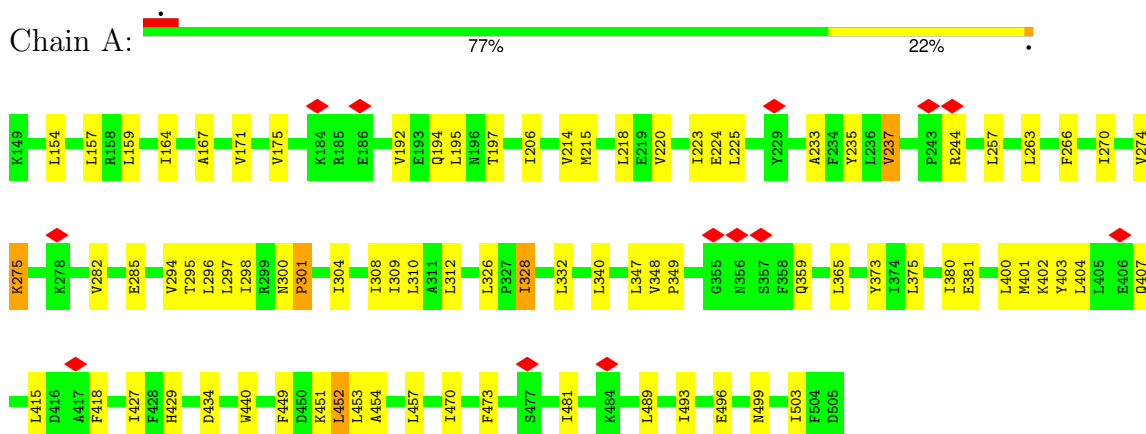 Chain A:
77%
22%
K149 L154 L157 R158 L159 I164 A167 V171 V175 K184 R185 E186 V192 E193 Q194 L195 N196 T197 I206 V214 M215 L218 E219 V220 I223 E224 L225 Y229 A233 F234 Y235 L236 V237 P243 R244 L257 L263 F266 I270 V274
K275 K278 V282 E285 V294 T295 L296 L297 I298 R299 N300 P301 I304 I308 I309 L310 A311 L312 L326 P327 I328 L332 L340 L347 V348 P349 G355 N356 S357 F358 Q359 L365 Y373 I374 L375 I380 E381 L400 M401 K402 Y403 L404 L405 E406 Q407
L415 D416 A417 F418 I427 F428 H429 D434 W440 F449 D450 K451 L452 L453 A454 L457 I470 F473 S477 I481 K484 L489 I493 E496 N499 I503 F504 D505